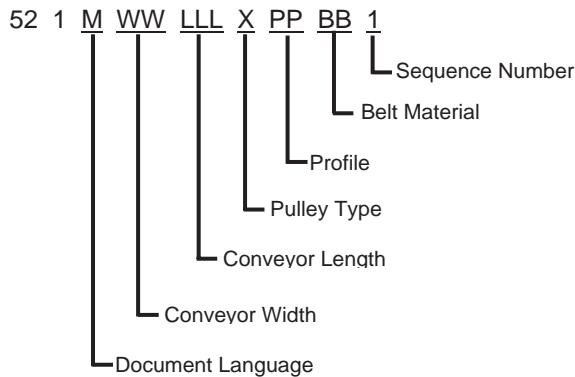 52 1 M WW LLL X PP BB 1
Sequence Number
Belt Material
Profile
Pulley Type
Conveyor Length
Conveyor Width
Document Language